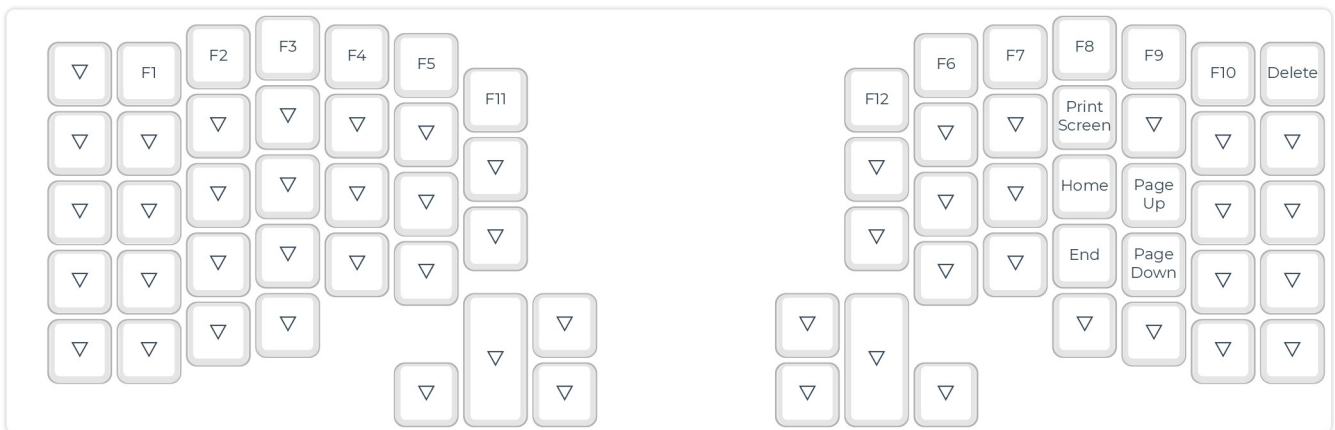 F1
F2
F3
F4
F5
F11
F12
F6
F7
F8
F9
F10
Delete
Print
Screen
Home
Page
Up
End
Page
Down